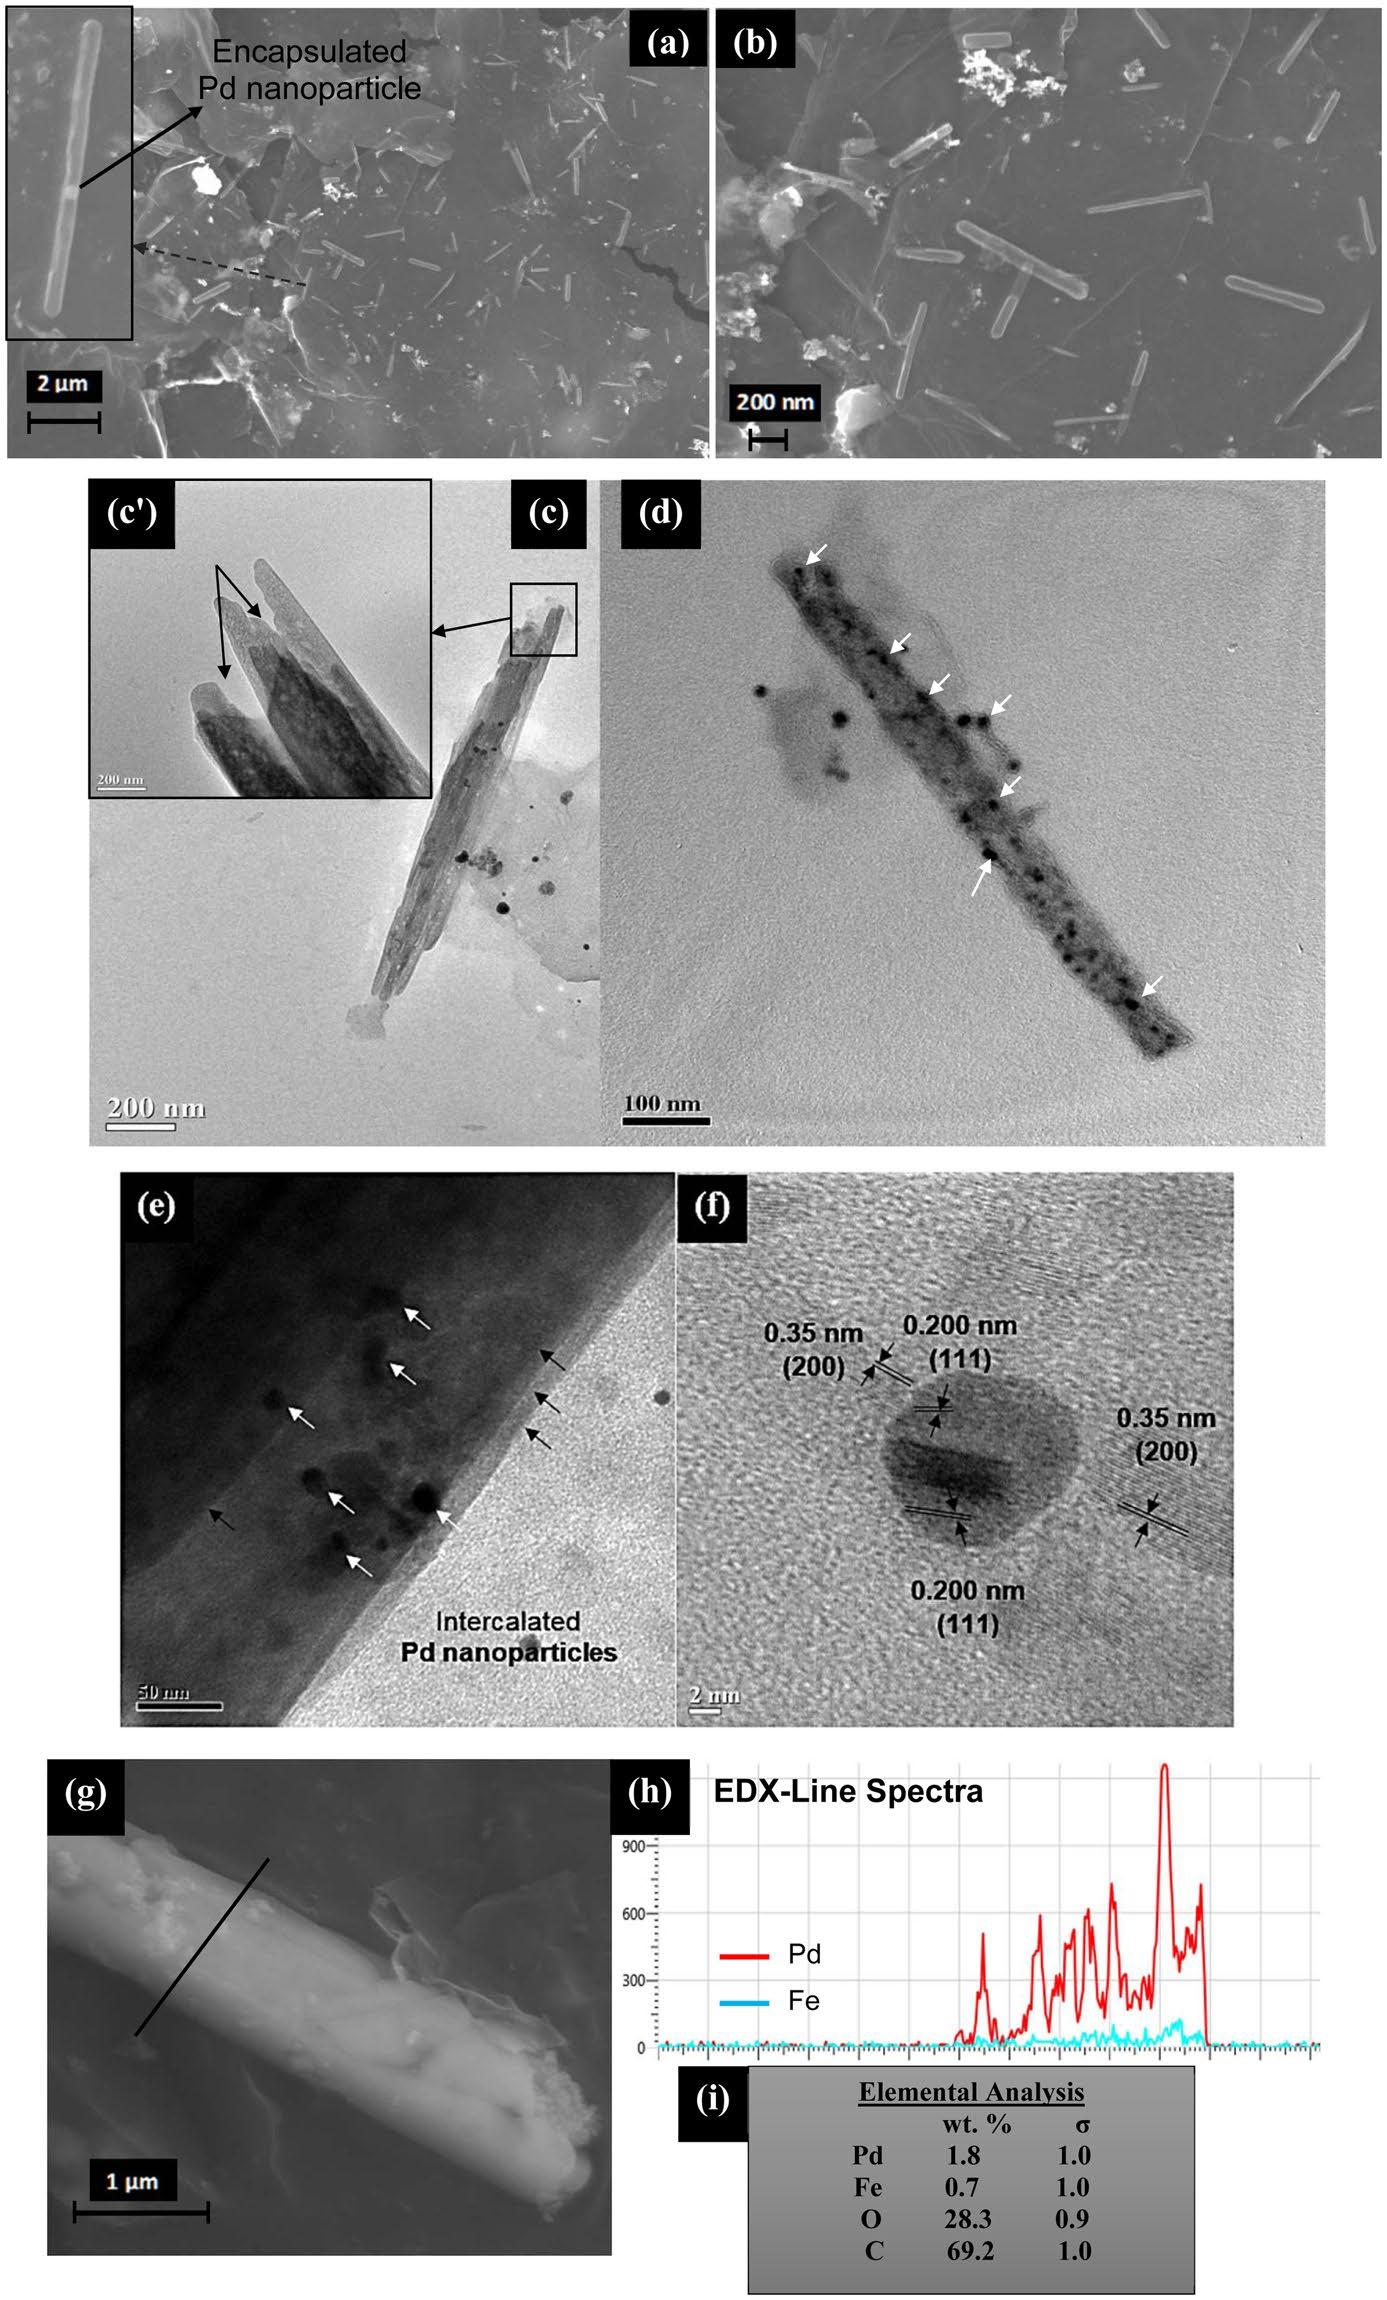 Encapsulated
Pd nanoparticle
(a)
2 µm
(b)
200 nm
(c')
200 nm
(c)
200 nm
(d)
100 nm
(e)
Intercalated
Pd nanoparticles
50 nm
(f)
0.35 nm
(200)
0.200 nm
(111)
0.35 nm
(200)
0.200 nm
(111)
2 nm
(g)
1 µm
(h)
EDX-Line Spectra
900
600
300
0
Pd
Fe
(i)
Elemental Analysis
wt. % σ
Pd 1.8 1.0
Fe 0.7 1.0
O 28.3 0.9
C 69.2 1.0